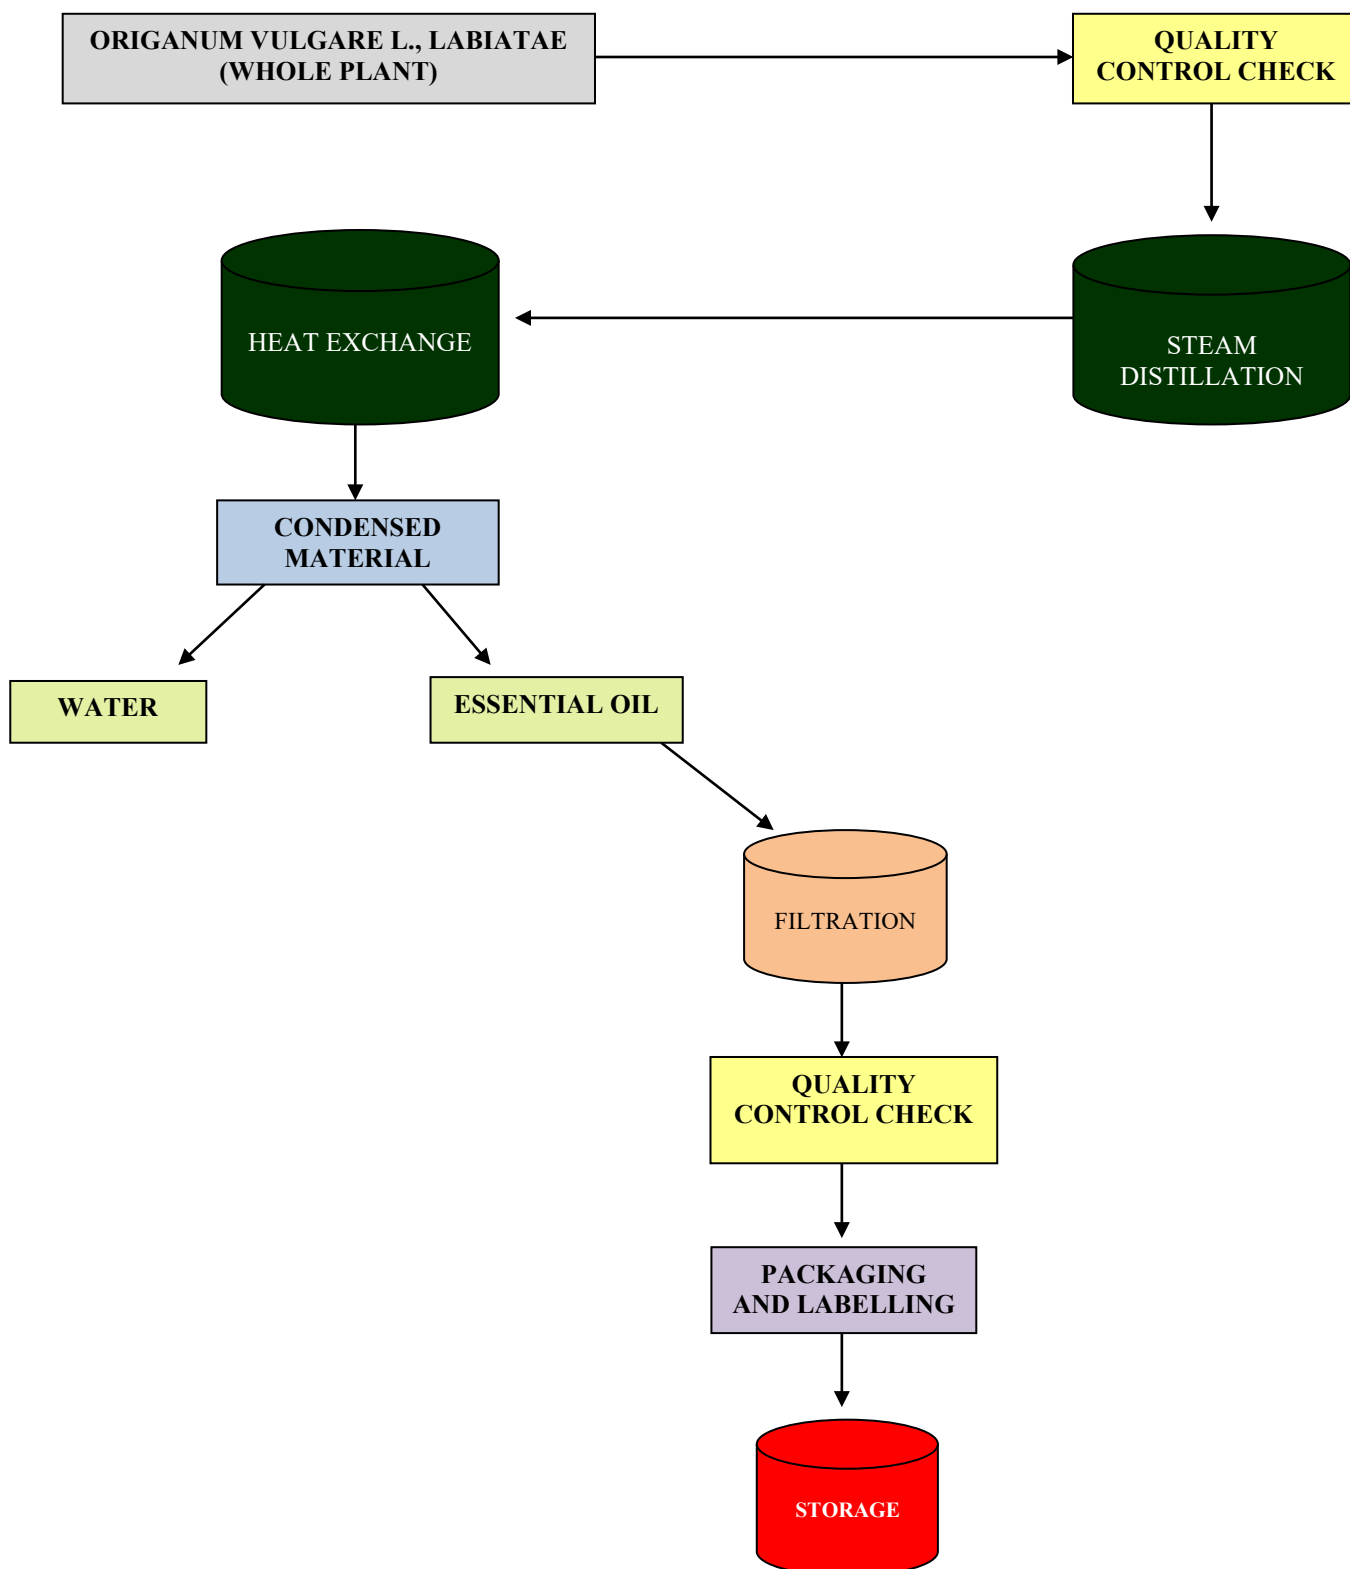 ORIGANUM VULGARE L., LABIATAE
(WHOLE PLANT)
QUALITY
CONTROL CHECK
HEAT EXCHANGE
STEAM
DISTILLATION
CONDENSED
MATERIAL
WATER
ESSENTIAL OIL
FILTRATION
QUALITY
CONTROL CHECK
PACKAGING
AND LABELLING
STORAGE